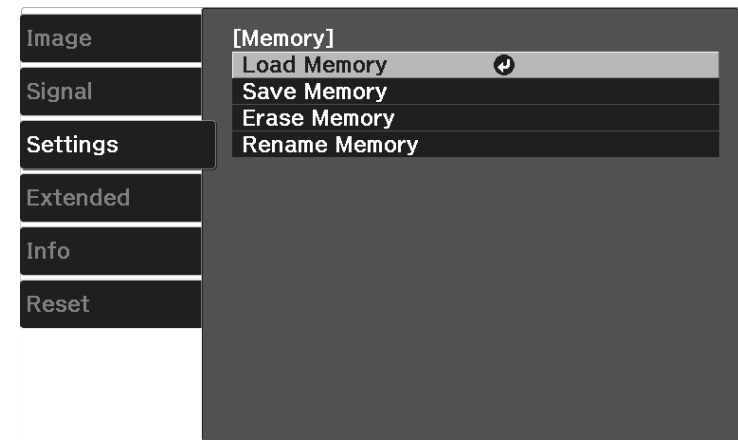 Image
Signal
Settings
Extended
Info
Reset
[Memory]
Load Memory
Save Memory
Erase Memory
Rename Memory